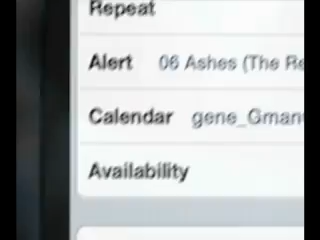 Repeat
Alert 06 Ashes (The Re
Calendar gene_Gman
Availability